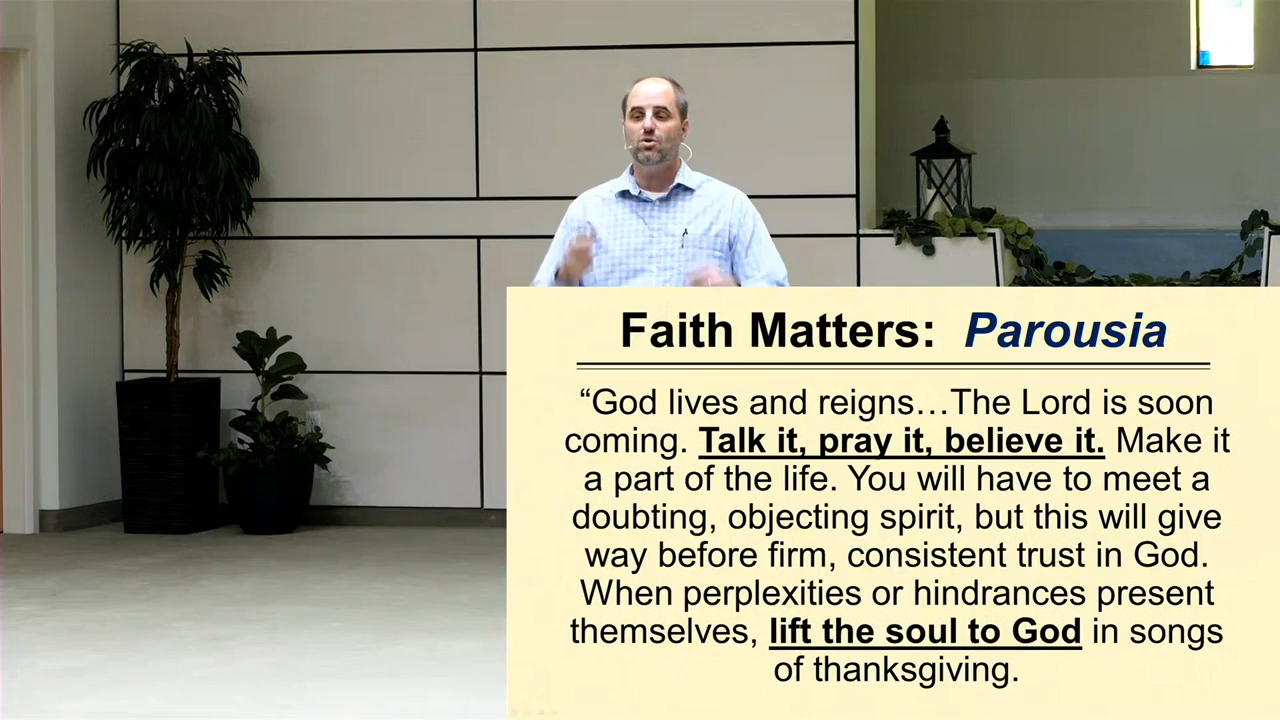 Faith Matters: Parousia
“God lives and reigns…The Lord is soon
coming. Talk it, pray it, believe it. Make it
a part of the life. You will have to meet a
doubting, objecting spirit, but this will give
way before firm, consistent trust in God.
When perplexities or hindrances present
themselves, lift the soul to God in songs
of thanksgiving.